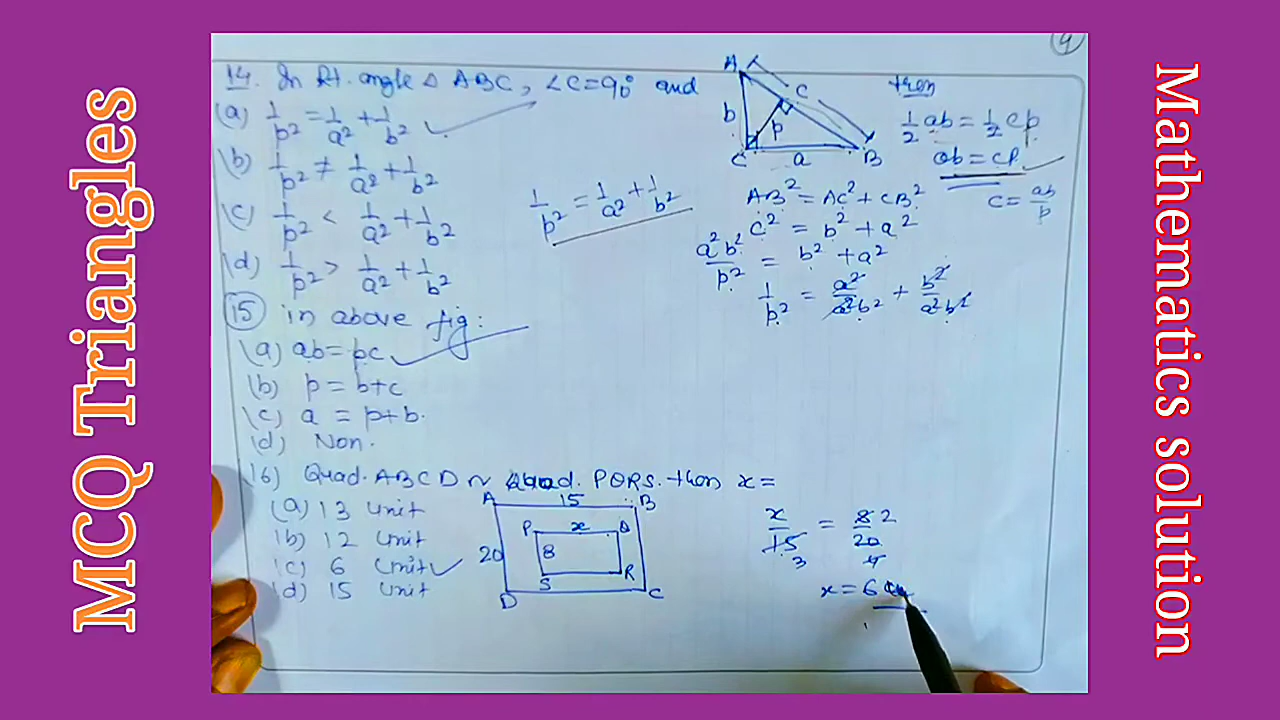 MCQ Triangles
Mathematics solution
9
14. In Rt. angle △ ABC, ∠C=90° and then
(a) 1/p² = 1/a² + 1/b² ✓
(b) 1/p² ≠ 1/a² + 1/b²
(c) 1/p² < 1/a² + 1/b²
(d) 1/p² > 1/a² + 1/b²
A
b
C
a
B
p
C
1/2 ab = 1/2 cp
ab = cp
c = ab/p
AB² = AC² + CB²
c² = b² + a²
a²b²/p² = b² + a²
1/p² = a²/a²b² + b²/a²b²
1/p² = 1/a² + 1/b²
15 in above fig:
(a) ab = pc ✓
(b) p = b+c
(c) a = p+b.
(d) Non.
16) Quad. ABCD ~ Quad. PQRS. then x =
(a) 13 unit
(b) 12 unit
(c) 6 unit ✓
(d) 15 unit
A 15 B
P x Q
20 8
S R
D C
x/15 = 8/20
3 2
x = 6